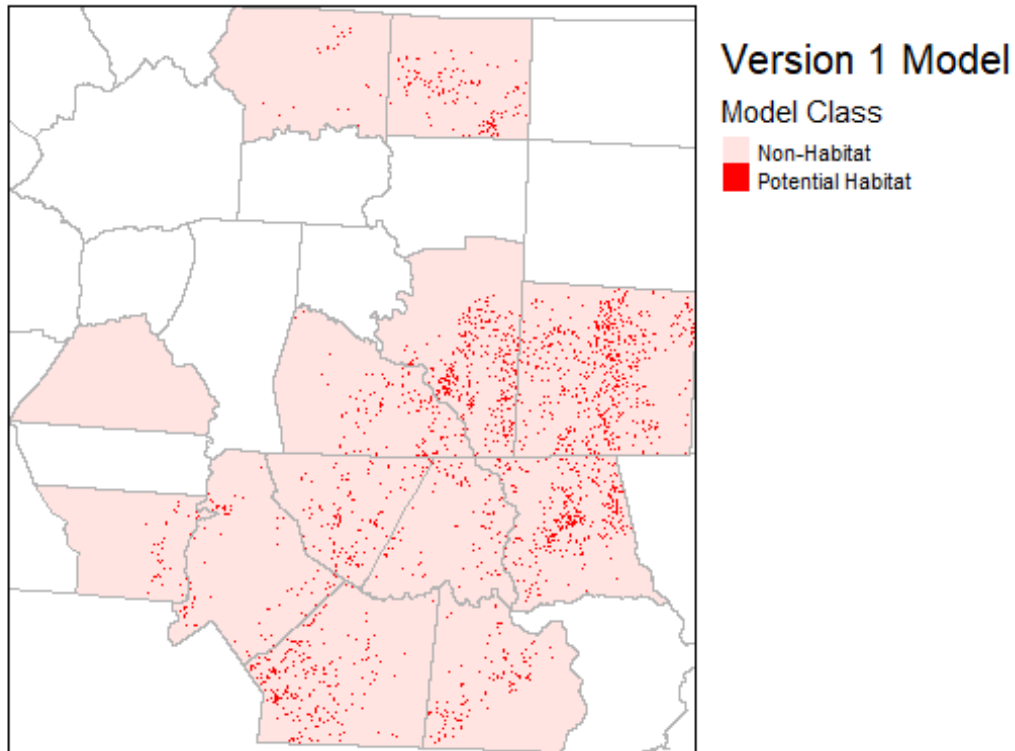 Version 1 Model
Model Class
Non-Habitat
Potential Habitat